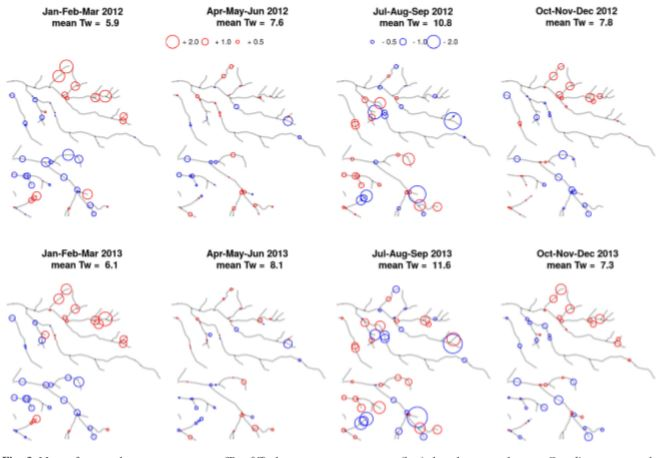 Jan-Feb-Mar 2012
mean Tw = 5.9
Apr-May-Jun 2012
mean Tw = 7.6
Jul-Aug-Sep 2012
mean Tw = 10.8
Oct-Nov-Dec 2012
mean Tw = 7.8
+ 2.0 + 1.0 + 0.5
- 0.5 - 1.0 - 2.0
Jan-Feb-Mar 2013
mean Tw = 6.1
Apr-May-Jun 2013
mean Tw = 8.1
Jul-Aug-Sep 2013
mean Tw = 11.6
Oct-Nov-Dec 2013
mean Tw = 7.3